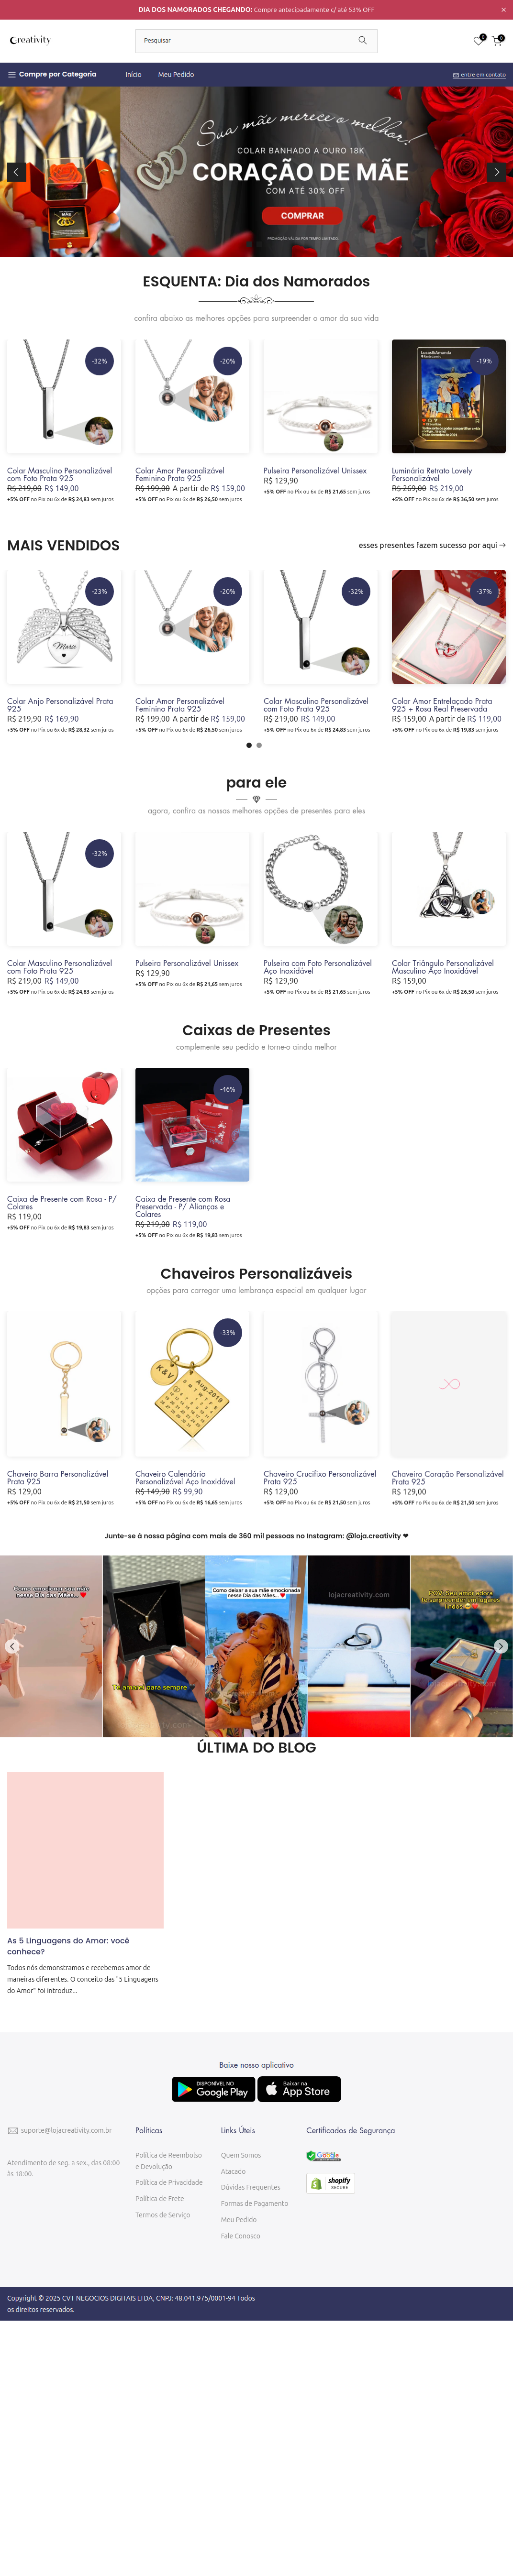 DIA DOS NAMORADOS CHEGANDO: Compre antecipadamente c/ até 53% OFF
Creativity
Pesquisar
0
0
Compre por Categoria
Início
Meu Pedido
entre em contato
Sua mãe merece o melhor...
COLAR BANHADO A OURO 18K
CORAÇÃO DE MÃE
COM ATÉ 30% OFF
COMPRAR
PROMOÇÃO VÁLIDA POR TEMPO LIMITADO.
ESQUENTA: Dia dos Namorados
confira abaixo as melhores opções para surpreender o amor da sua vida
-32%
-20%
-19%
Colar Masculino Personalizável
com Foto Prata 925
R$ 219,00 R$ 149,00
+5% OFF no Pix ou 6x de R$ 24,83 sem juros
Colar Amor Personalizável
Feminino Prata 925
R$ 199,00 A partir de R$ 159,00
+5% OFF no Pix ou 6x de R$ 26,50 sem juros
Pulseira Personalizável Unissex
R$ 129,90
+5% OFF no Pix ou 6x de R$ 21,65 sem juros
Luminária Retrato Lovely
Personalizável
R$ 269,00 R$ 219,00
+5% OFF no Pix ou 6x de R$ 36,50 sem juros
MAIS VENDIDOS
esses presentes fazem sucesso por aqui
-23%
-20%
-32%
-37%
Marie
Colar Anjo Personalizável Prata
925
R$ 219,90 R$ 169,90
+5% OFF no Pix ou 6x de R$ 28,32 sem juros
Colar Amor Personalizável
Feminino Prata 925
R$ 199,00 A partir de R$ 159,00
+5% OFF no Pix ou 6x de R$ 26,50 sem juros
Colar Masculino Personalizável
com Foto Prata 925
R$ 219,00 R$ 149,00
+5% OFF no Pix ou 6x de R$ 24,83 sem juros
Colar Amor Entrelaçado Prata
925 + Rosa Real Preservada
R$ 159,00 A partir de R$ 119,00
+5% OFF no Pix ou 6x de R$ 19,83 sem juros
para ele
agora, confira as nossas melhores opções de presentes para eles
-32%
Colar Masculino Personalizável
com Foto Prata 925
R$ 219,00 R$ 149,00
+5% OFF no Pix ou 6x de R$ 24,83 sem juros
Pulseira Personalizável Unissex
R$ 129,90
+5% OFF no Pix ou 6x de R$ 21,65 sem juros
Pulseira com Foto Personalizável
Aço Inoxidável
R$ 129,90
+5% OFF no Pix ou 6x de R$ 21,65 sem juros
Colar Triângulo Personalizável
Masculino Aço Inoxidável
R$ 159,00
+5% OFF no Pix ou 6x de R$ 26,50 sem juros
Caixas de Presentes
complemente seu pedido e torne-o ainda melhor
-46%
Caixa de Presente com Rosa - P/
Colares
R$ 119,00
+5% OFF no Pix ou 6x de R$ 19,83 sem juros
Caixa de Presente com Rosa
Preservada - P/ Alianças e
Colares
R$ 219,00 R$ 119,00
+5% OFF no Pix ou 6x de R$ 19,83 sem juros
Chaveiros Personalizáveis
opções para carregar uma lembrança especial em qualquer lugar
-33%
K & V
Aug.2019
Chaveiro Barra Personalizável
Prata 925
R$ 129,00
+5% OFF no Pix ou 6x de R$ 21,50 sem juros
Chaveiro Calendário
Personalizável Aço Inoxidável
R$ 149,90 R$ 99,90
+5% OFF no Pix ou 6x de R$ 16,65 sem juros
Chaveiro Crucifixo Personalizável
Prata 925
R$ 129,00
+5% OFF no Pix ou 6x de R$ 21,50 sem juros
Chaveiro Coração Personalizável
Prata 925
R$ 129,00
+5% OFF no Pix ou 6x de R$ 21,50 sem juros
Junte-se à nossa página com mais de 360 mil pessoas no Instagram: @loja.creativity ❤
Como emocionar sua mãe
nesse Dia das Mães... ❤
Te amarei para sempre
Como deixar a sua mãe emocionada
nesse Dia das Mães... ❤
lojacreativity.com
POV: Seu amor adora
te surpreender em lugares
lindos
ÚLTIMA DO BLOG
As 5 Linguagens do Amor: você
conhece?
Todos nós demonstramos e recebemos amor de
maneiras diferentes. O conceito das "5 Linguagens
do Amor" foi introduz...
Baixe nosso aplicativo
DISPONÍVEL NO
Google Play
Baixar na
App Store
suporte@lojacreativity.com.br
Atendimento de seg. a sex., das 08:00
às 18:00.
Políticas
Política de Reembolso
e Devolução
Política de Privacidade
Política de Frete
Termos de Serviço
Links Úteis
Quem Somos
Atacado
Dúvidas Frequentes
Formas de Pagamento
Meu Pedido
Fale Conosco
Certificados de Segurança
Google
shopify
SECURE
Copyright © 2025 CVT NEGOCIOS DIGITAIS LTDA, CNPJ: 48.041.975/0001-94 Todos
os direitos reservados.